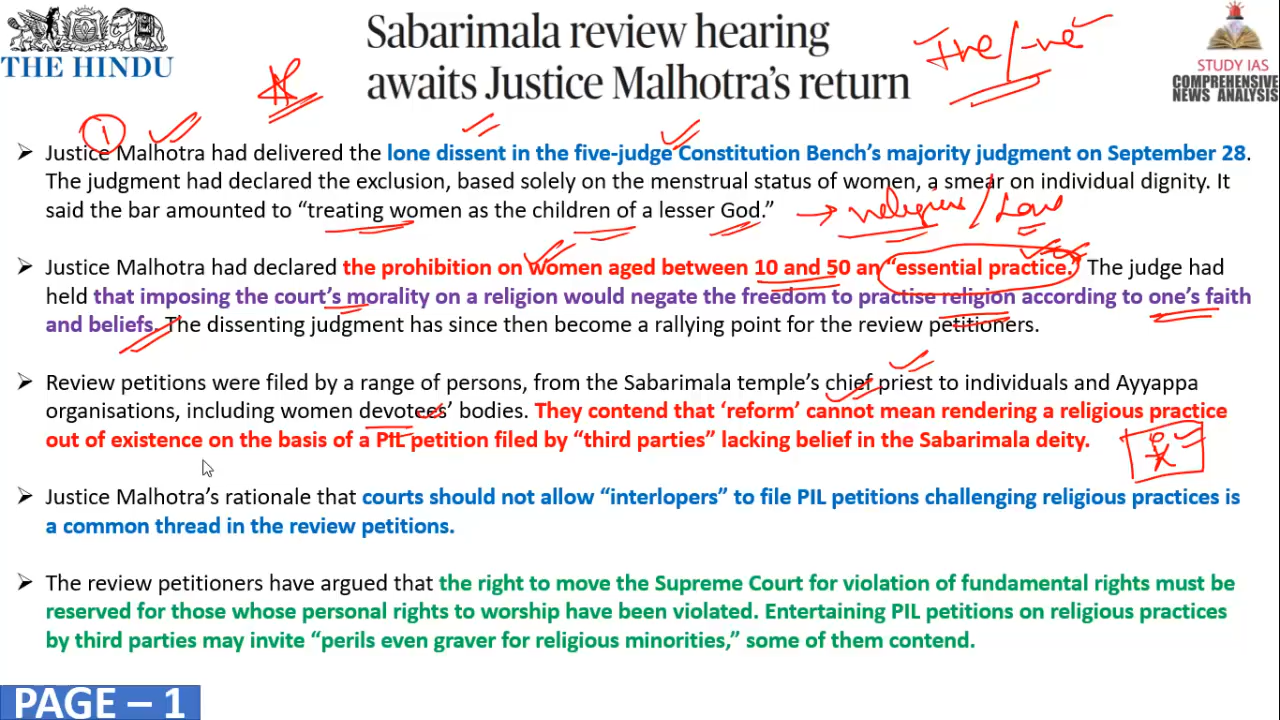 THE HINDU
Sabarimala review hearing
awaits Justice Malhotra's return
+ve/-ve
STUDY IAS
COMPREHENSIVE
NEWS ANALYSIS
1
➢ Justice Malhotra had delivered the lone dissent in the five-judge Constitution Bench's majority judgment on September 28.
The judgment had declared the exclusion, based solely on the menstrual status of women, a smear on individual dignity. It
said the bar amounted to “treating women as the children of a lesser God.”
➢ Justice Malhotra had declared the prohibition on women aged between 10 and 50 an “essential practice.” The judge had
held that imposing the court's morality on a religion would negate the freedom to practise religion according to one's faith
and beliefs. The dissenting judgment has since then become a rallying point for the review petitioners.
➢ Review petitions were filed by a range of persons, from the Sabarimala temple's chief priest to individuals and Ayyappa
organisations, including women devotees' bodies. They contend that ‘reform’ cannot mean rendering a religious practice
out of existence on the basis of a PIL petition filed by “third parties” lacking belief in the Sabarimala deity.
➢ Justice Malhotra's rationale that courts should not allow “interlopers” to file PIL petitions challenging religious practices is
a common thread in the review petitions.
➢ The review petitioners have argued that the right to move the Supreme Court for violation of fundamental rights must be
reserved for those whose personal rights to worship have been violated. Entertaining PIL petitions on religious practices
by third parties may invite “perils even graver for religious minorities,” some of them contend.
PAGE – 1